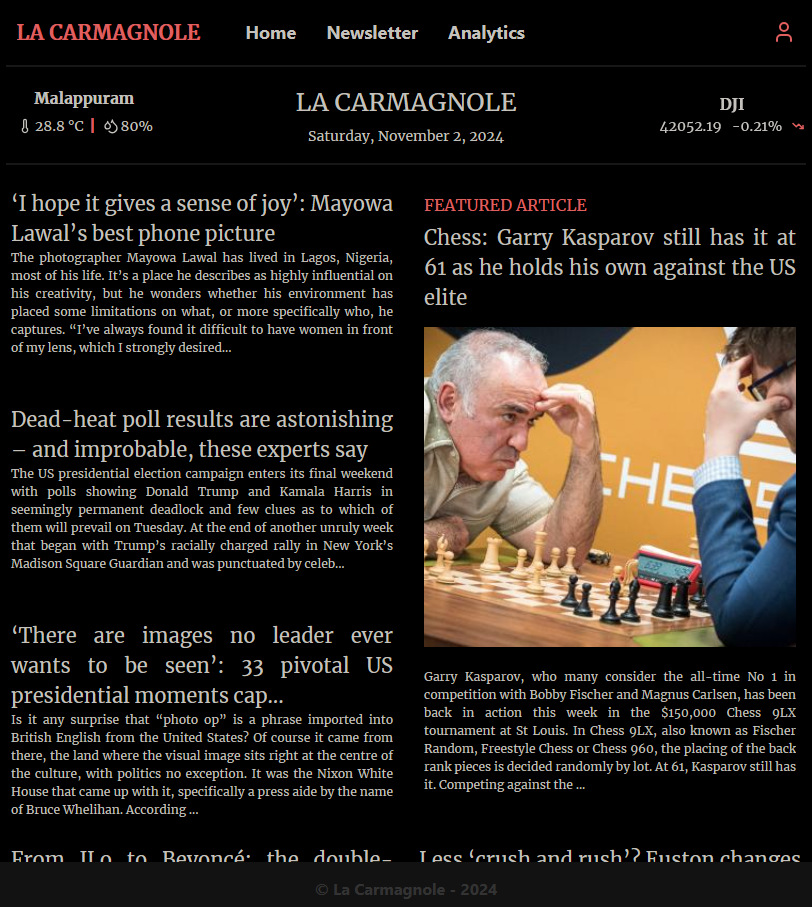 LA CARMAGNOLE Home Newsletter Analytics
Malappuram
28.8 °C | 80%
LA CARMAGNOLE
Saturday, November 2, 2024
DJI
42052.19 -0.21%
‘I hope it gives a sense of joy’: Mayowa
Lawal’s best phone picture
The photographer Mayowa Lawal has lived in Lagos, Nigeria,
most of his life. It’s a place he describes as highly influential on
his creativity, but he wonders whether his environment has
placed some limitations on what, or more specifically who, he
captures. “I’ve always found it difficult to have women in front
of my lens, which I strongly desired...
Dead-heat poll results are astonishing
– and improbable, these experts say
The US presidential election campaign enters its final weekend
with polls showing Donald Trump and Kamala Harris in
seemingly permanent deadlock and few clues as to which of
them will prevail on Tuesday. At the end of another unruly week
that began with Trump’s racially charged rally in New York’s
Madison Square Guardian and was punctuated by celeb...
‘There are images no leader ever
wants to be seen’: 33 pivotal US
presidential moments cap...
Is it any surprise that “photo op” is a phrase imported into
British English from the United States? Of course it came from
there, the land where the visual image sits right at the centre of
the culture, with politics no exception. It was the Nixon White
House that came up with it, specifically a press aide by the name
of Bruce Whelihan. According ...
From JLo to Beyoncé: the double-
FEATURED ARTICLE
Chess: Garry Kasparov still has it at
61 as he holds his own against the US
elite
CHESS
Garry Kasparov, who many consider the all-time No 1 in
competition with Bobby Fischer and Magnus Carlsen, has been
back in action this week in the $150,000 Chess 9LX
tournament at St Louis. In Chess 9LX, also known as Fischer
Random, Freestyle Chess or Chess 960, the placing of the back
rank pieces is decided randomly by lot. At 61, Kasparov still has
it. Competing against the ...
Less ‘crush and rush’? Euston changes
© La Carmagnole - 2024